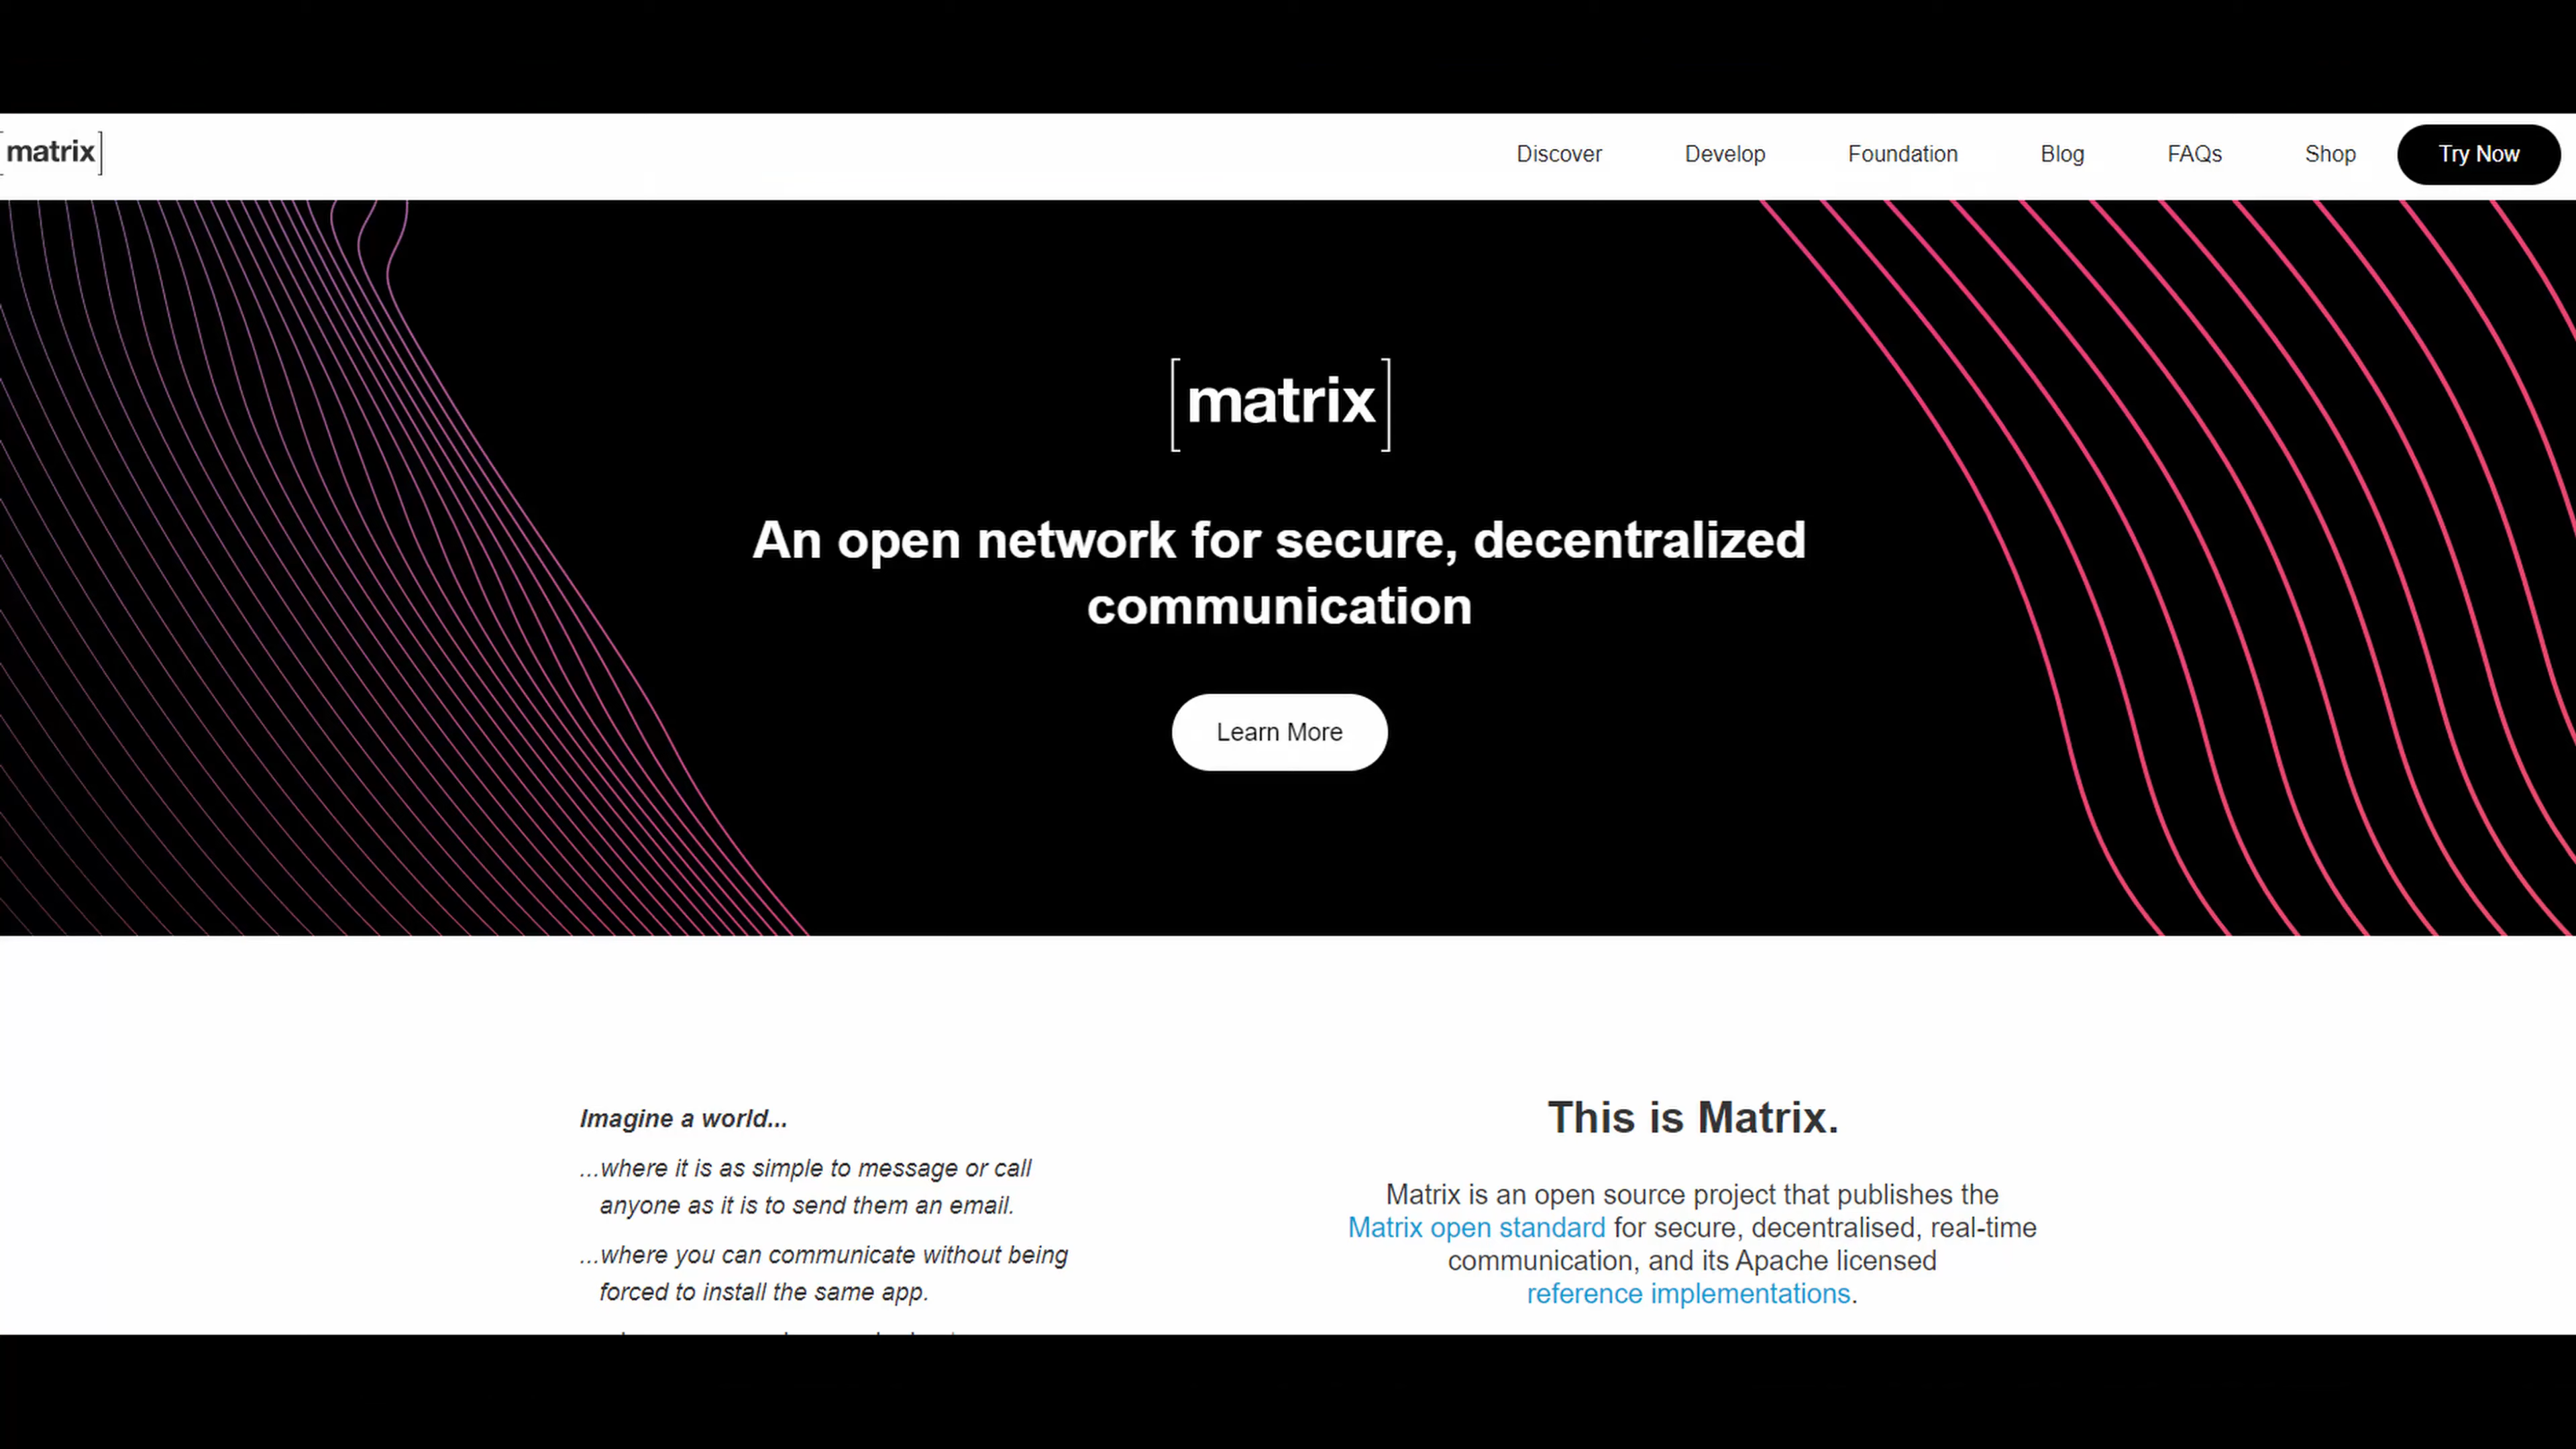 [matrix]
Discover Develop Foundation Blog FAQs Shop Try Now
[matrix]
An open network for secure, decentralized
communication
Learn More
Imagine a world...
...where it is as simple to message or call
anyone as it is to send them an email.
...where you can communicate without being
forced to install the same app.
This is Matrix.
Matrix is an open source project that publishes the
Matrix open standard for secure, decentralised, real-time
communication, and its Apache licensed
reference implementations.